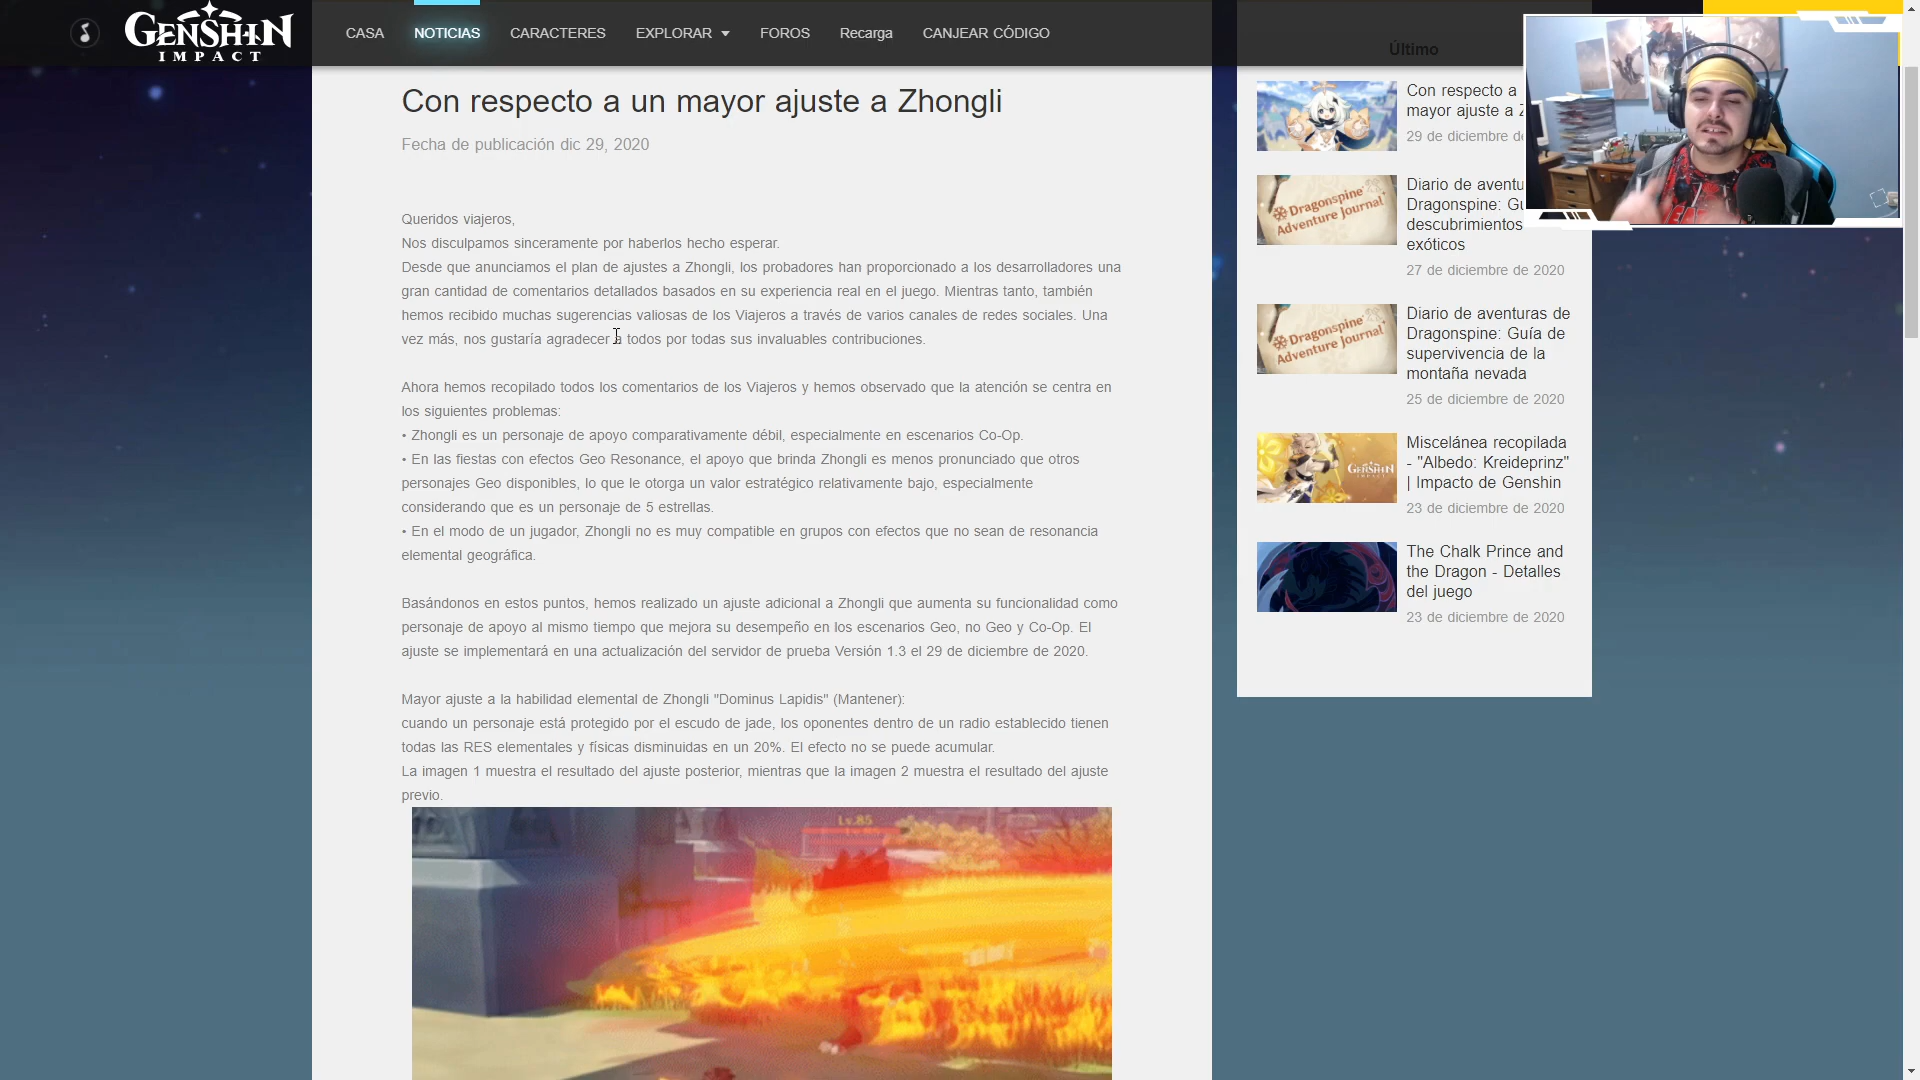 GENSHIN
IMPACT
CASA
NOTICIAS
CARACTERES
EXPLORAR
FOROS
Recarga
CANJEAR CÓDIGO
Con respecto a un mayor ajuste a Zhongli
Fecha de publicación dic 29, 2020
Queridos viajeros,
Nos disculpamos sinceramente por haberlos hecho esperar.
Desde que anunciamos el plan de ajustes a Zhongli, los probadores han proporcionado a los desarrolladores una
gran cantidad de comentarios detallados basados en su experiencia real en el juego. Mientras tanto, también
hemos recibido muchas sugerencias valiosas de los Viajeros a través de varios canales de redes sociales. Una
vez más, nos gustaría agradecer a todos por todas sus invaluables contribuciones.
Ahora hemos recopilado todos los comentarios de los Viajeros y hemos observado que la atención se centra en
los siguientes problemas:
• Zhongli es un personaje de apoyo comparativamente débil, especialmente en escenarios Co-Op.
• En las fiestas con efectos Geo Resonance, el apoyo que brinda Zhongli es menos pronunciado que otros
personajes Geo disponibles, lo que le otorga un valor estratégico relativamente bajo, especialmente
considerando que es un personaje de 5 estrellas.
• En el modo de un jugador, Zhongli no es muy compatible en grupos con efectos que no sean de resonancia
elemental geográfica.
Basándonos en estos puntos, hemos realizado un ajuste adicional a Zhongli que aumenta su funcionalidad como
personaje de apoyo al mismo tiempo que mejora su desempeño en los escenarios Geo, no Geo y Co-Op. El
ajuste se implementará en una actualización del servidor de prueba Versión 1.3 el 29 de diciembre de 2020.
Mayor ajuste a la habilidad elemental de Zhongli "Dominus Lapidis" (Mantener):
cuando un personaje está protegido por el escudo de jade, los oponentes dentro de un radio establecido tienen
todas las RES elementales y físicas disminuidas en un 20%. El efecto no se puede acumular.
La imagen 1 muestra el resultado del ajuste posterior, mientras que la imagen 2 muestra el resultado del ajuste
previo.
Lv.85
Último
Con respecto a
mayor ajuste a
29 de diciembre
Dragonspine
Adventure Journal
Diario de aventu
Dragonspine:
descubrimientos
exóticos
27 de diciembre de 2020
Dragonspine
Adventure Journal
Diario de aventuras de
Dragonspine: Guía de
supervivencia de la
montaña nevada
25 de diciembre de 2020
GENSHIN
Miscelánea recopilada
- "Albedo: Kreideprinz"
| Impacto de Genshin
23 de diciembre de 2020
The Chalk Prince and
the Dragon - Detalles
del juego
23 de diciembre de 2020